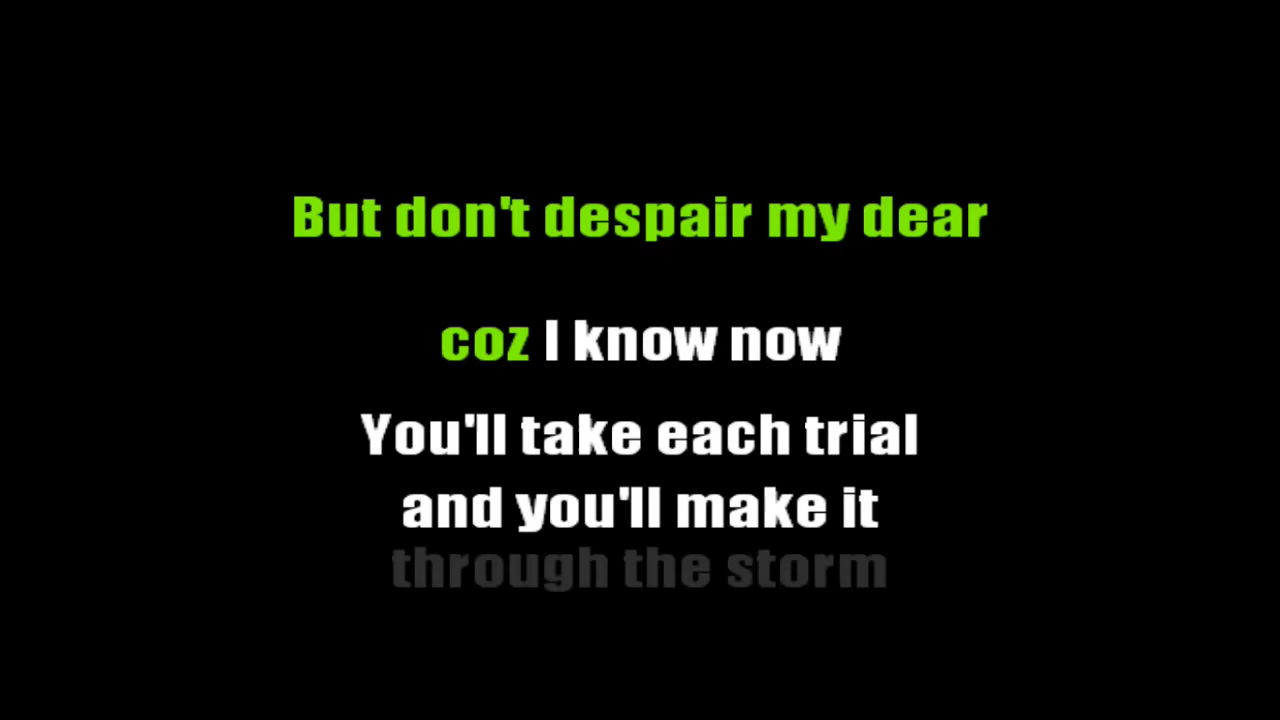 But don't despair my dear
coz I know now
You'll take each trial
and you'll make it
through the storm